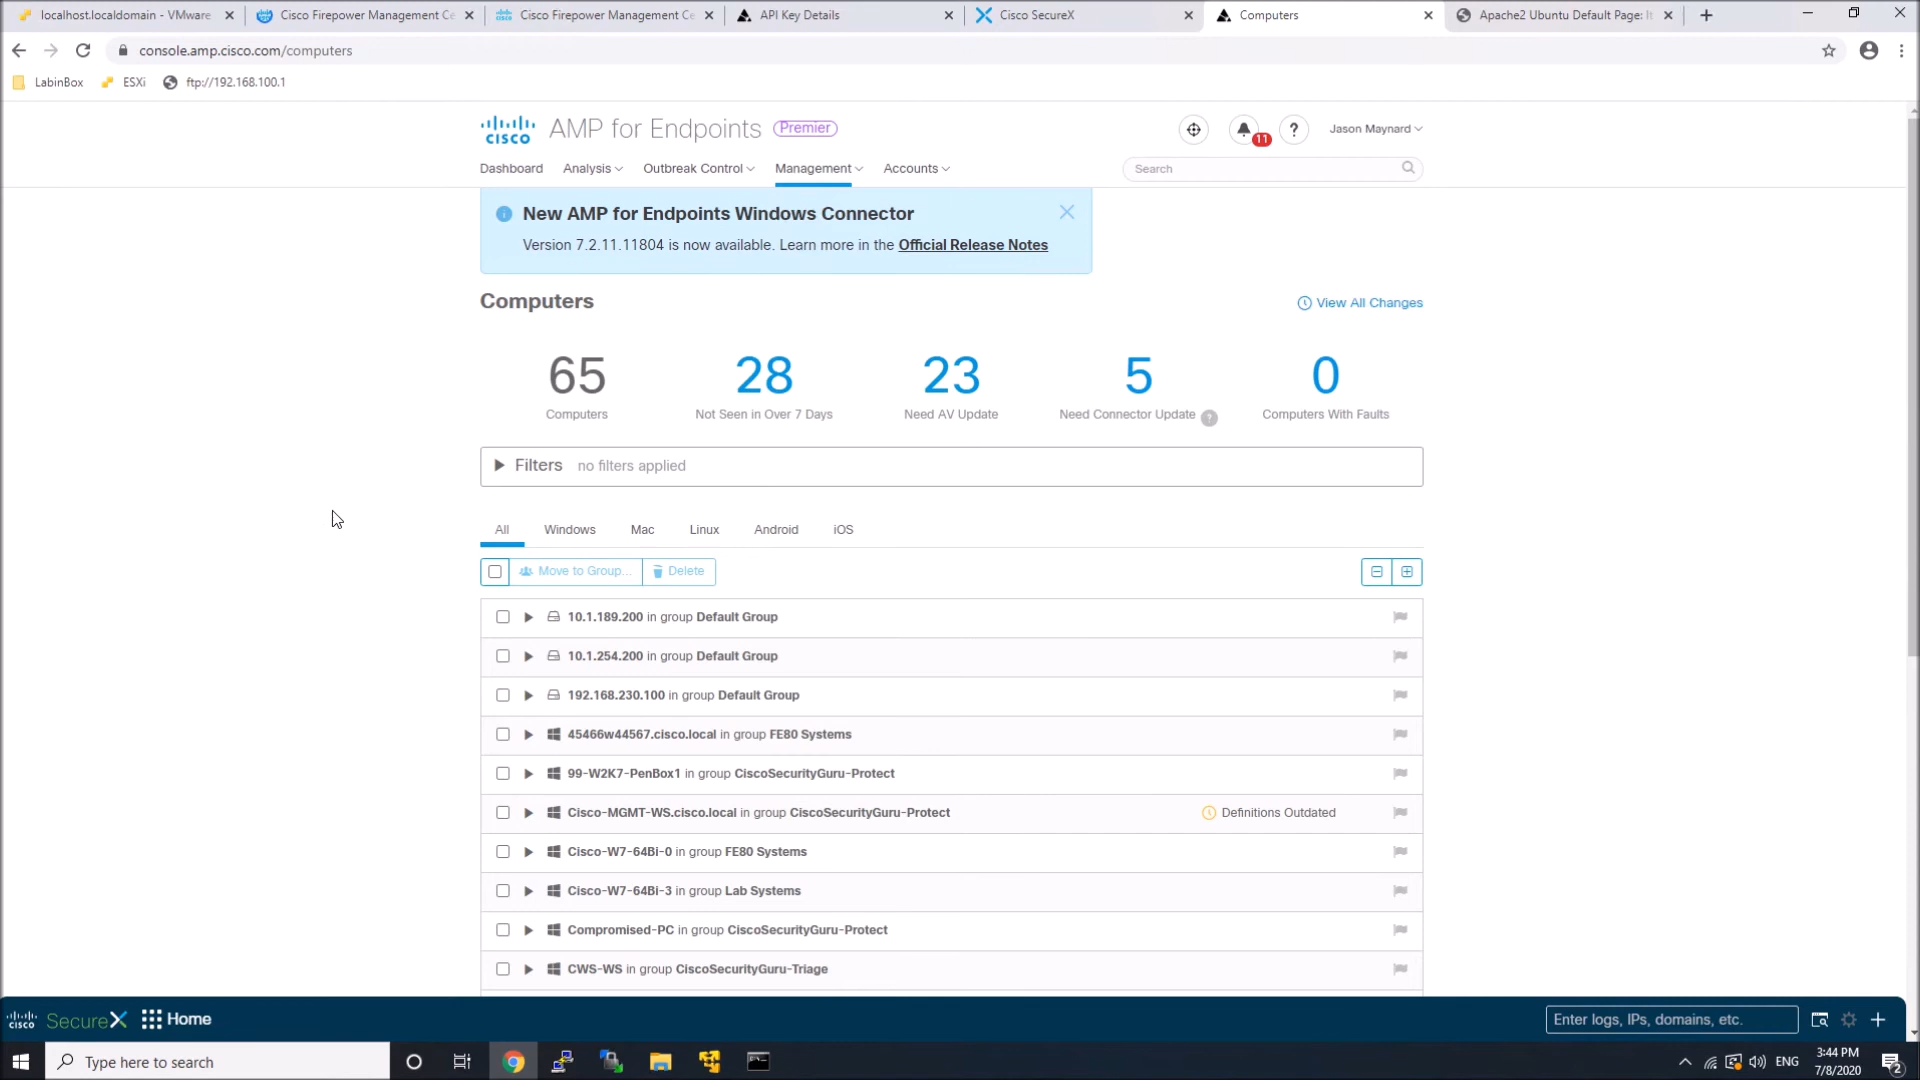 localhost.localdomain - VMware
Cisco Firepower Management Ce
Cisco Firepower Management Ce
API Key Details
Cisco SecureX
Computers
Apache2 Ubuntu Default Page: It
console.amp.cisco.com/computers
LabinBox
ESXi
ftp://192.168.100.1
cisco
AMP for Endpoints
Premier
11
?
Jason Maynard
Dashboard
Analysis
Outbreak Control
Management
Accounts
Search
New AMP for Endpoints Windows Connector
Version 7.2.11.11804 is now available. Learn more in the Official Release Notes
Computers
View All Changes
65
28
23
5
0
Computers
Not Seen in Over 7 Days
Need AV Update
Need Connector Update ?
Computers With Faults
Filters no filters applied
All
Windows
Mac
Linux
Android
iOS
Move to Group...
Delete
10.1.189.200 in group Default Group
10.1.254.200 in group Default Group
192.168.230.100 in group Default Group
45466w44567.cisco.local in group FE80 Systems
99-W2K7-PenBox1 in group CiscoSecurityGuru-Protect
Cisco-MGMT-WS.cisco.local in group CiscoSecurityGuru-Protect
Definitions Outdated
Cisco-W7-64Bi-0 in group FE80 Systems
Cisco-W7-64Bi-3 in group Lab Systems
Compromised-PC in group CiscoSecurityGuru-Protect
CWS-WS in group CiscoSecurityGuru-Triage
cisco
SecureX
Home
Enter logs, IPs, domains, etc.
Type here to search
ENG
3:44 PM
7/8/2020
2